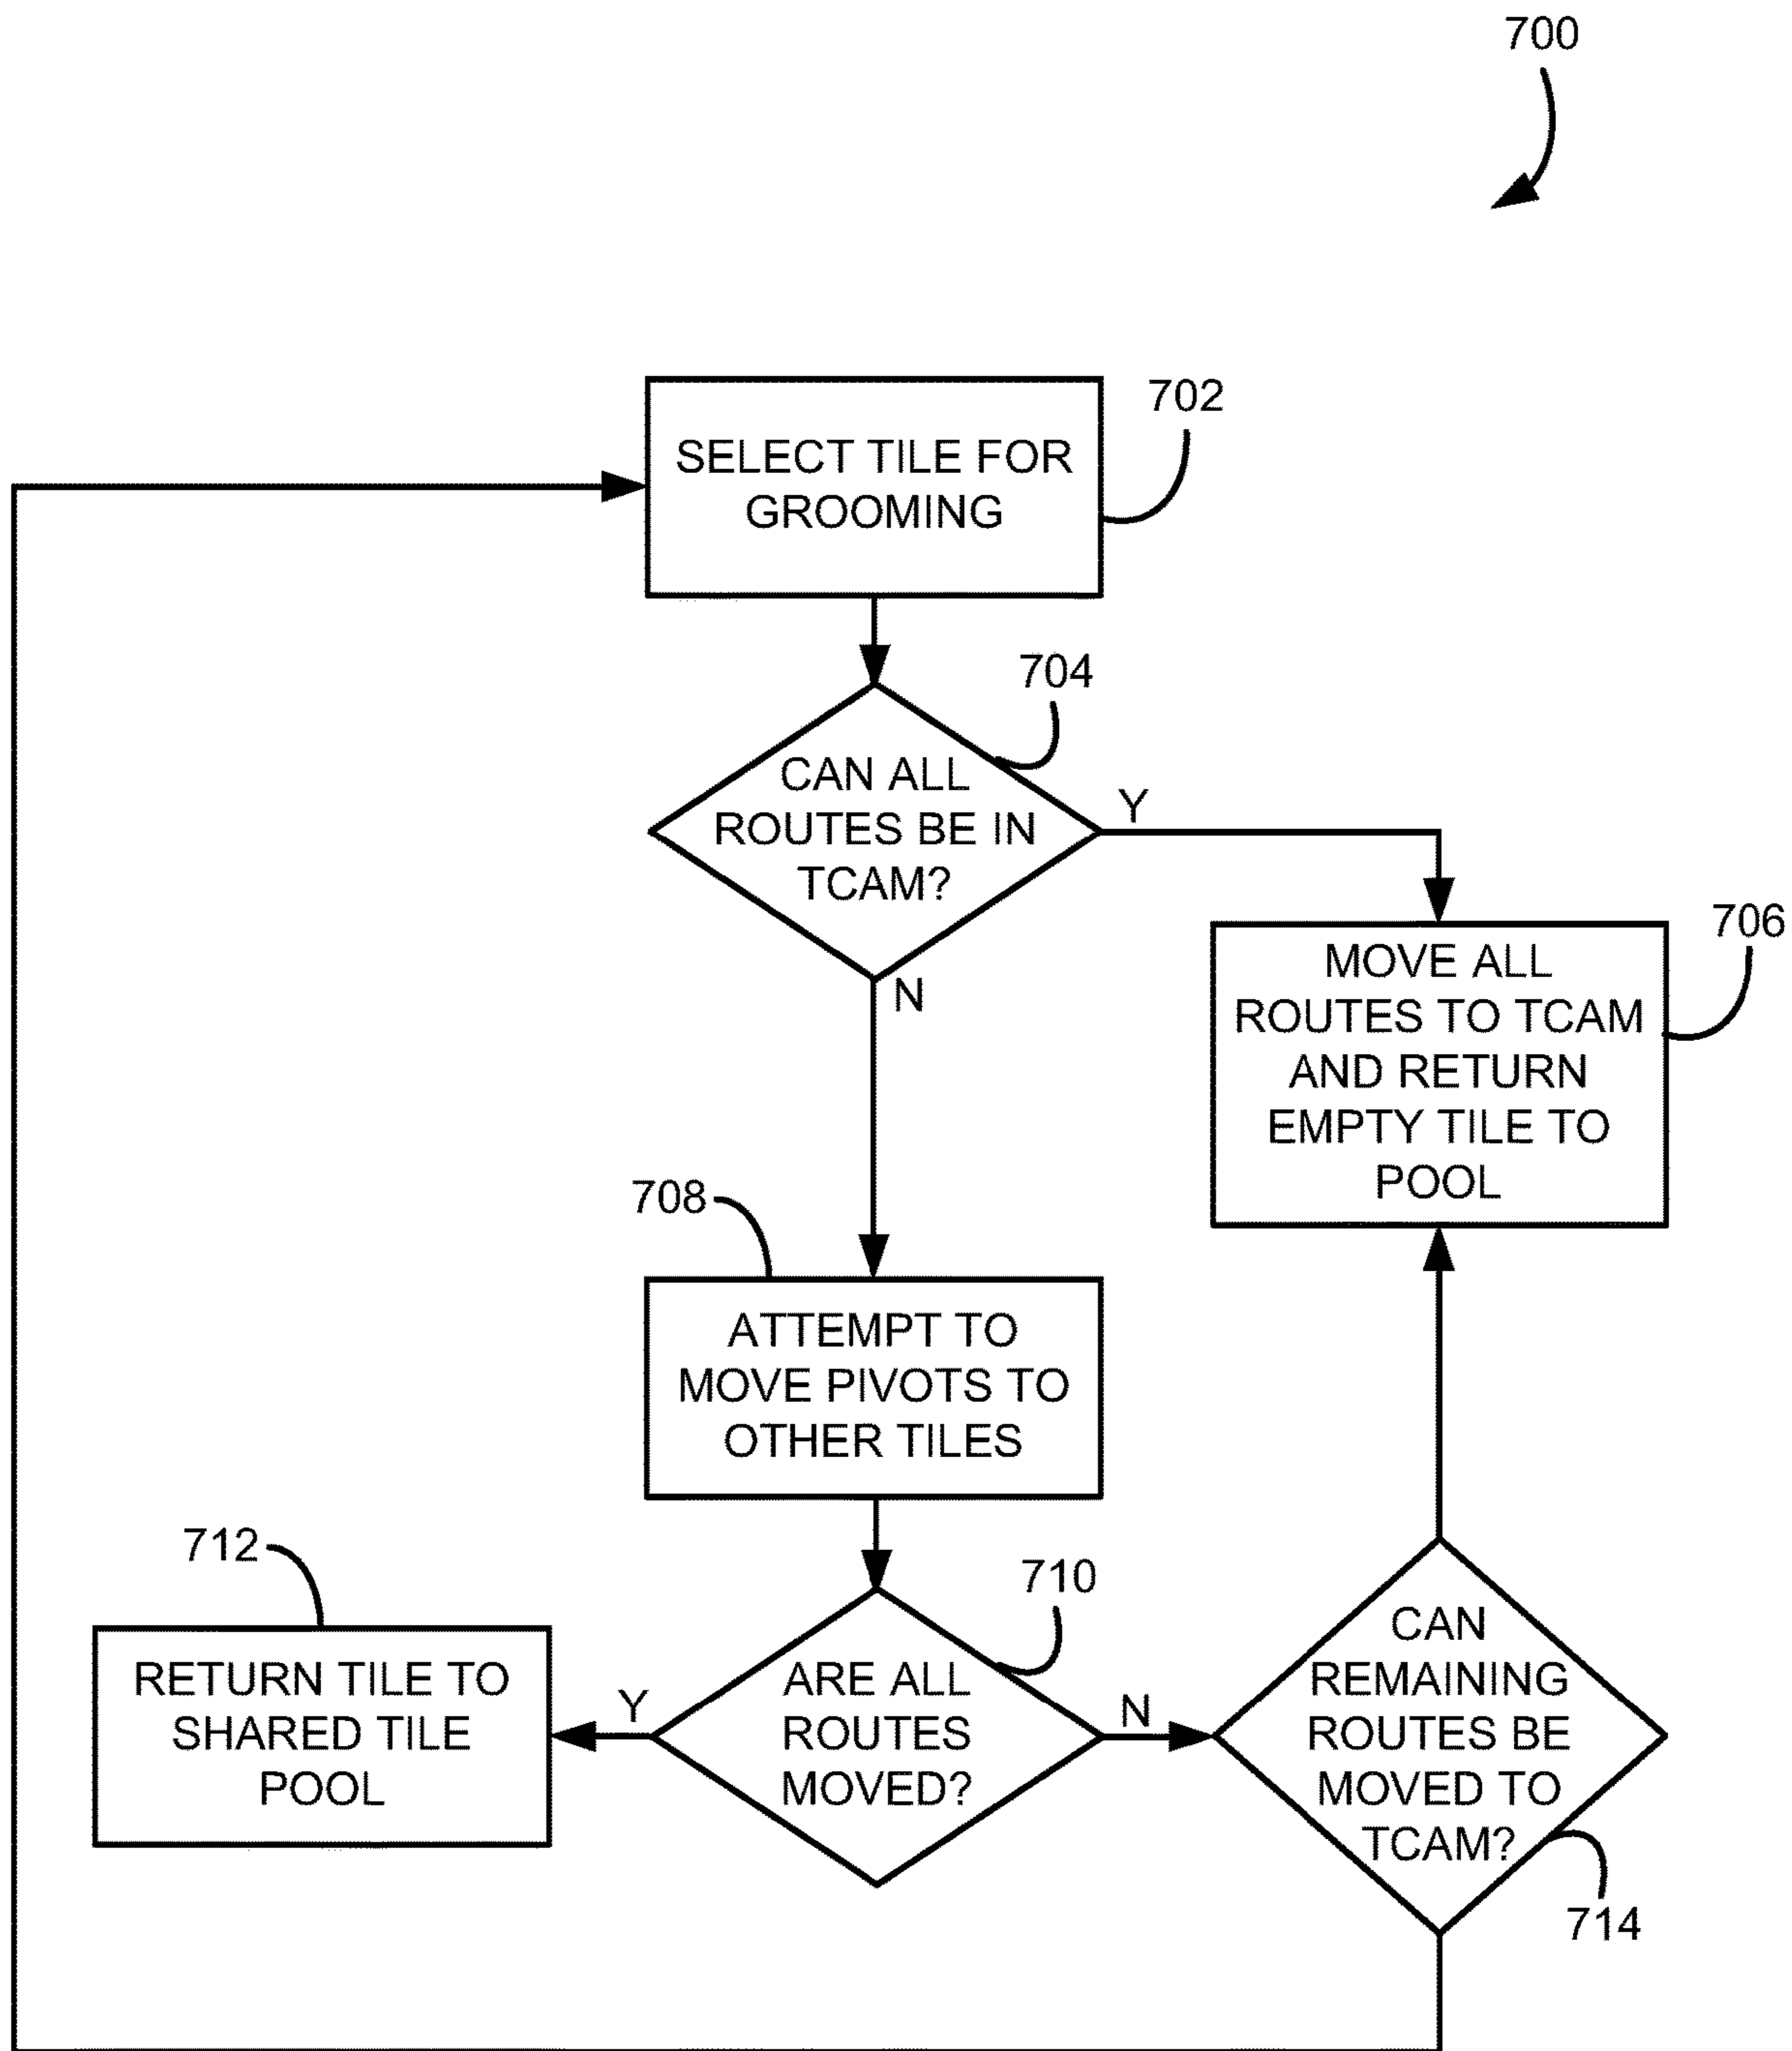 700
702
SELECT TILE FOR
GROOMING
704
CAN ALL
ROUTES BE IN
TCAM?
Y
N
706
MOVE ALL
ROUTES TO TCAM
AND RETURN
EMPTY TILE TO
POOL
708
ATTEMPT TO
MOVE PIVOTS TO
OTHER TILES
712
RETURN TILE TO
SHARED TILE
POOL
Y
710
ARE ALL
ROUTES
MOVED?
N
CAN
REMAINING
ROUTES BE
MOVED TO
TCAM?
714